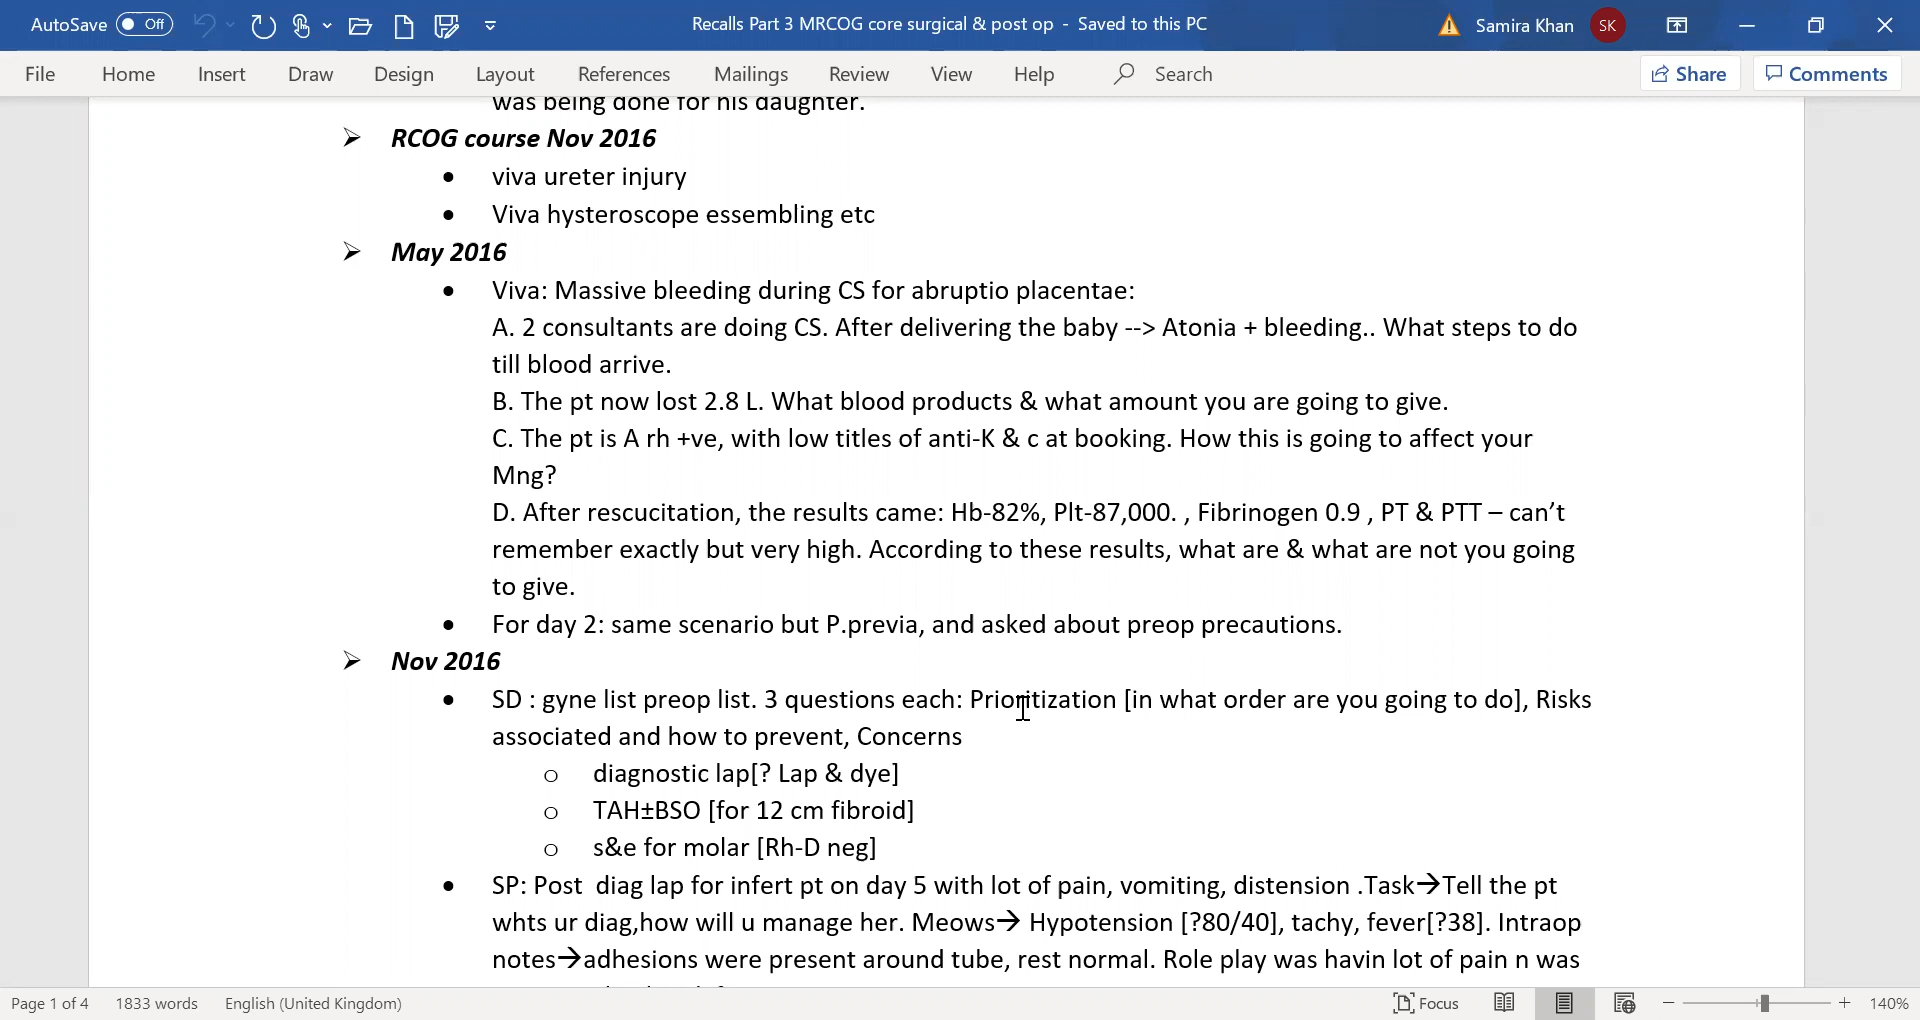 AutoSave Off Recalls Part 3 MRCOG core surgical & post op - Saved to this PC Samira Khan SK
File Home Insert Draw Design Layout References Mailings Review View Help Search Share Comments
was being done for his daughter.
➢ RCOG course Nov 2016
• viva ureter injury
• Viva hysteroscope essembling etc
➢ May 2016
• Viva: Massive bleeding during CS for abruptio placentae:
A. 2 consultants are doing CS. After delivering the baby --> Atonia + bleeding.. What steps to do
till blood arrive.
B. The pt now lost 2.8 L. What blood products & what amount you are going to give.
C. The pt is A rh +ve, with low titles of anti-K & c at booking. How this is going to affect your
Mng?
D. After rescucitation, the results came: Hb-82%, Plt-87,000. , Fibrinogen 0.9 , PT & PTT – can’t
remember exactly but very high. According to these results, what are & what are not you going
to give.
• For day 2: same scenario but P.previa, and asked about preop precautions.
➢ Nov 2016
• SD : gyne list preop list. 3 questions each: Prioritization [in what order are you going to do], Risks
associated and how to prevent, Concerns
o diagnostic lap[? Lap & dye]
o TAH±BSO [for 12 cm fibroid]
o s&e for molar [Rh-D neg]
• SP: Post diag lap for infert pt on day 5 with lot of pain, vomiting, distension .Task→Tell the pt
whts ur diag,how will u manage her. Meows→ Hypotension [?80/40], tachy, fever[?38]. Intraop
notes→adhesions were present around tube, rest normal. Role play was havin lot of pain n was
Page 1 of 4 1833 words English (United Kingdom) Focus 140%